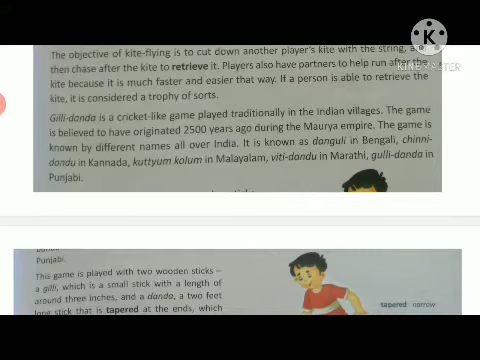 The objective of kite-flying is to cut down another player's kite with the string,
then chase after the kite to retrieve it. Players also have partners to help run after the
kite because it is much faster and easier that way. If a person is able to retrieve the
kite, it is considered a trophy of sorts.
Gilli-danda is a cricket-like game played traditionally in the Indian villages. The game
is believed to have originated 2500 years ago during the Maurya empire. The game is
known by different names all over India. It is known as danguli in Bengali, chinni-
dandu in Kannada, kuttyum kolum in Malayalam, viti-dandu in Marathi, gulli-danda in
Punjabi.
Punjabi.
This game is played with two wooden sticks –
a gilli, which is a small stick with a length of
around three inches, and a danda, a two feet
long stick that is tapered at the ends, which
tapered narrow
K
KINEMASTER